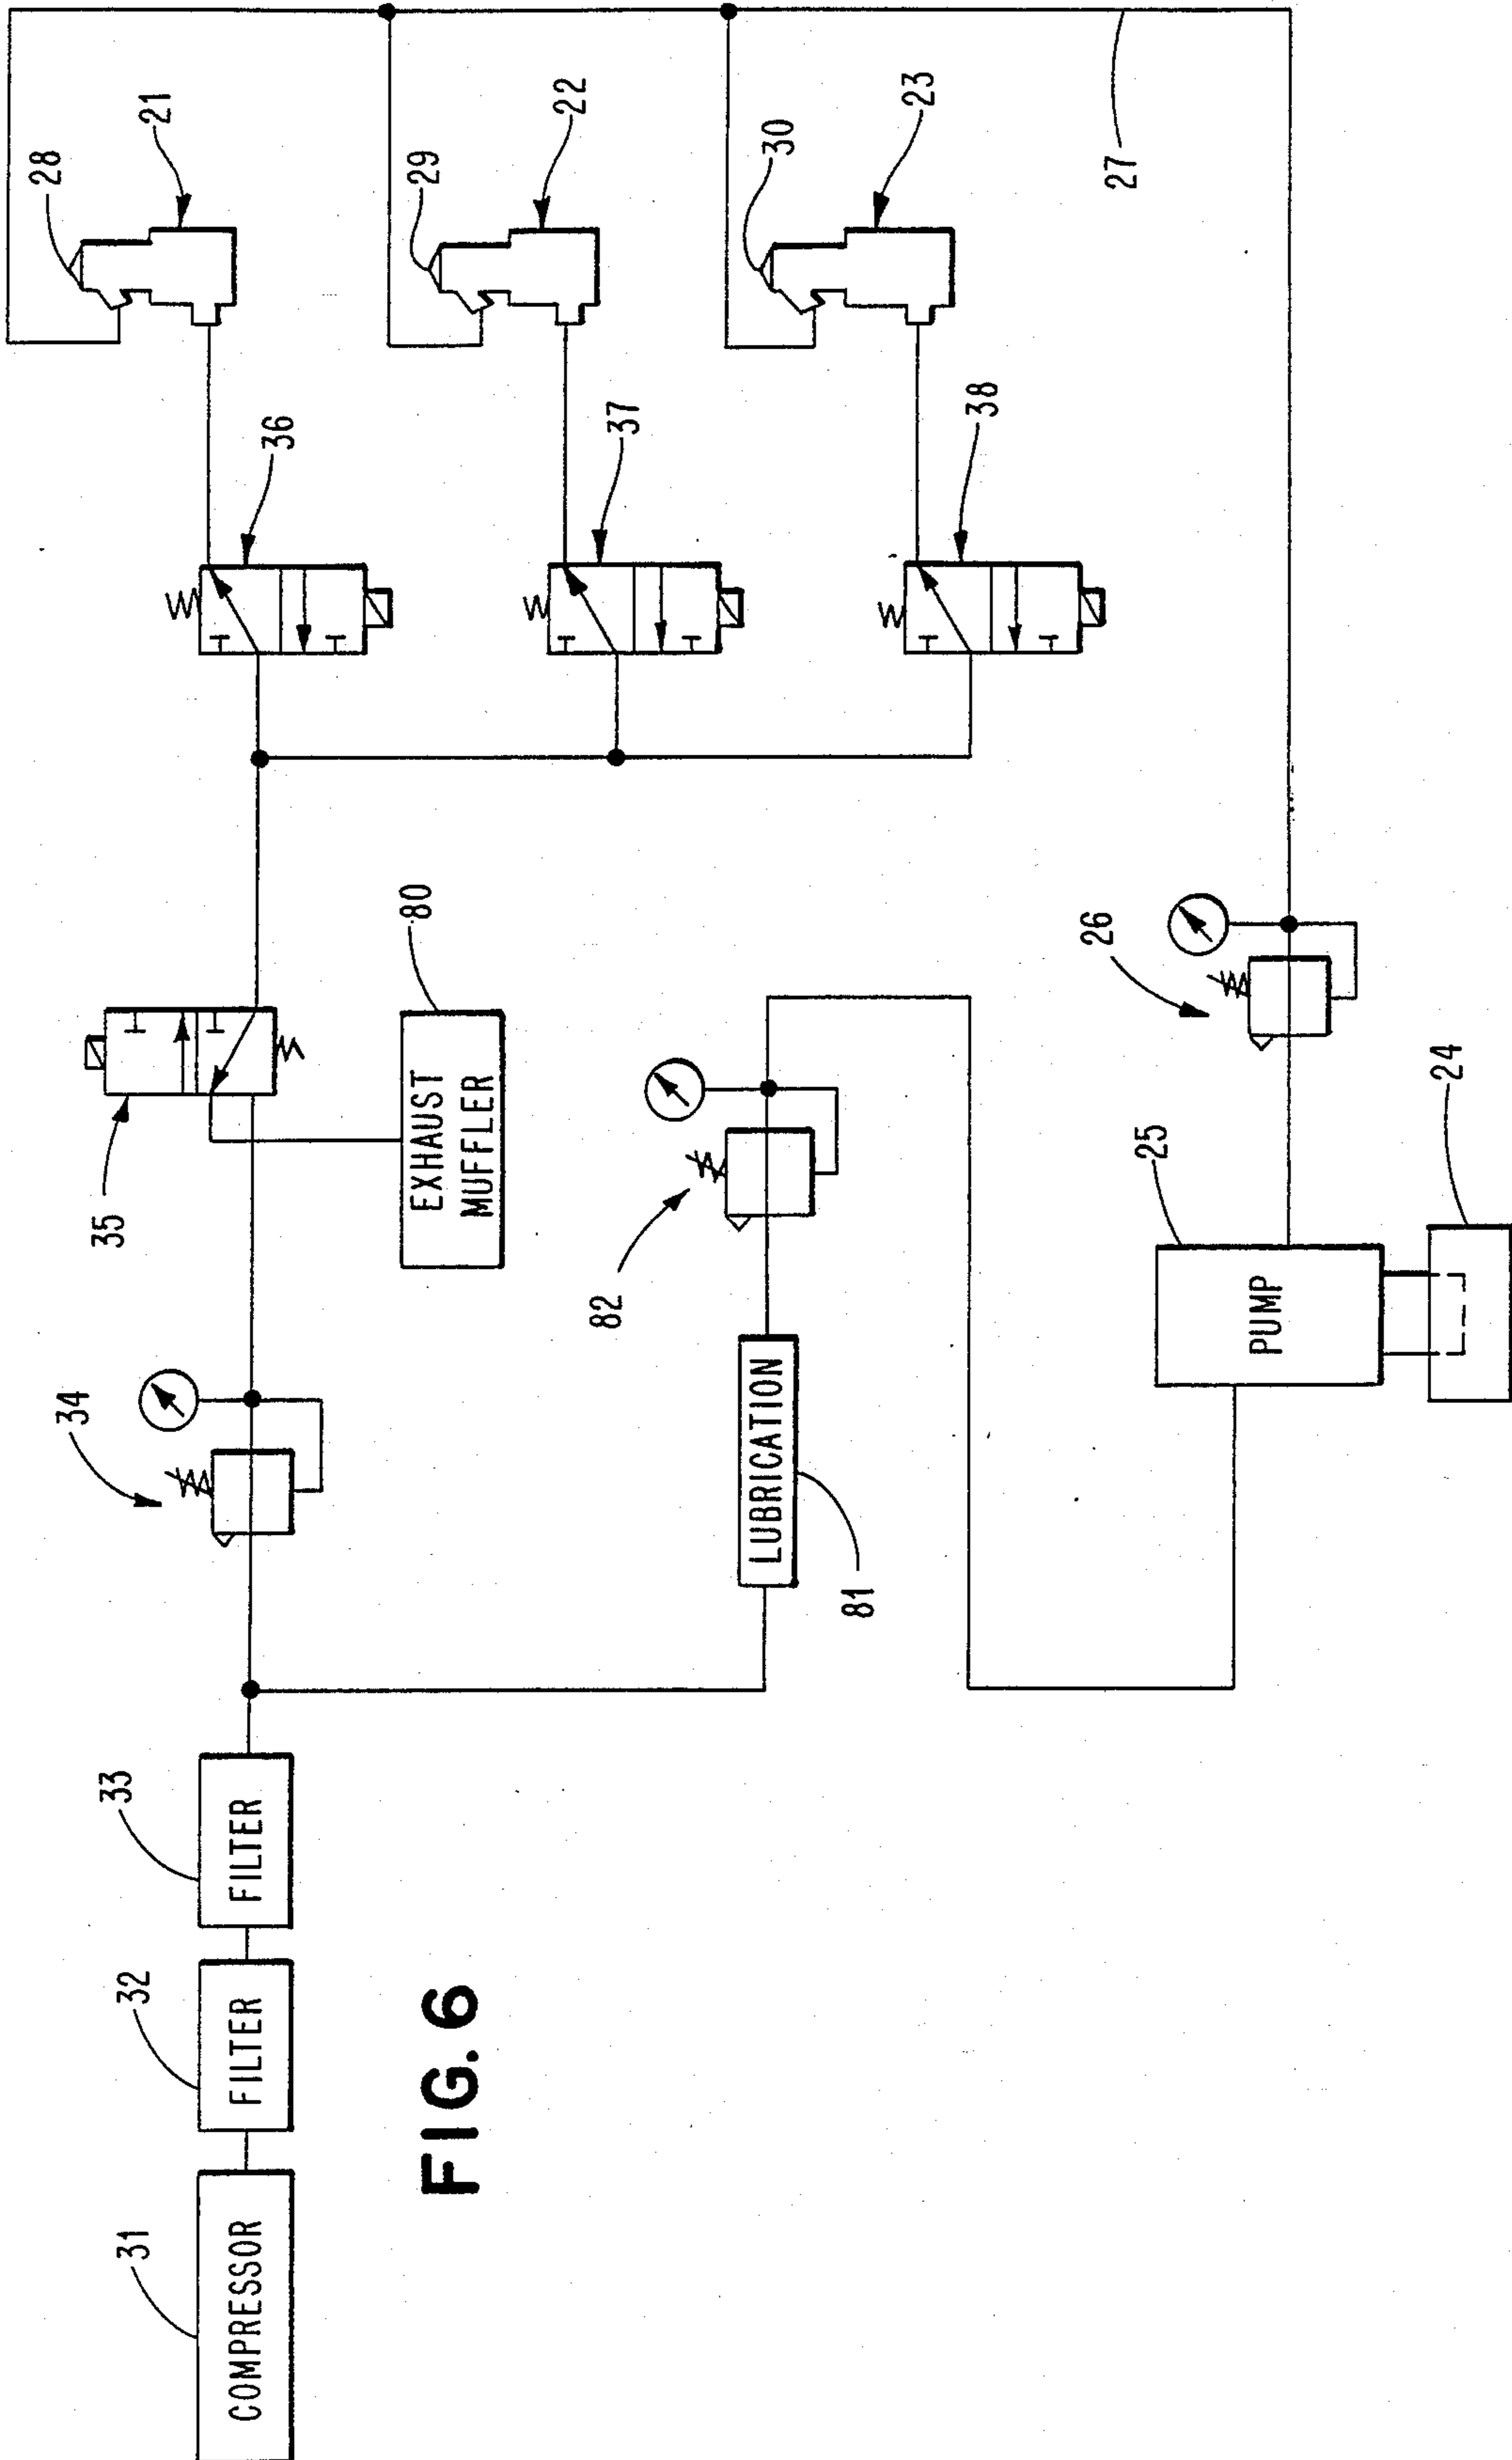 28
21
29
22
30
23
27
36
37
38
80
26
35
EXHAUST
MUFFLER
82
25
24
PUMP
34
LUBRICATION
81
33
FILTER
32
FILTER
31
COMPRESSOR
FIG. 6